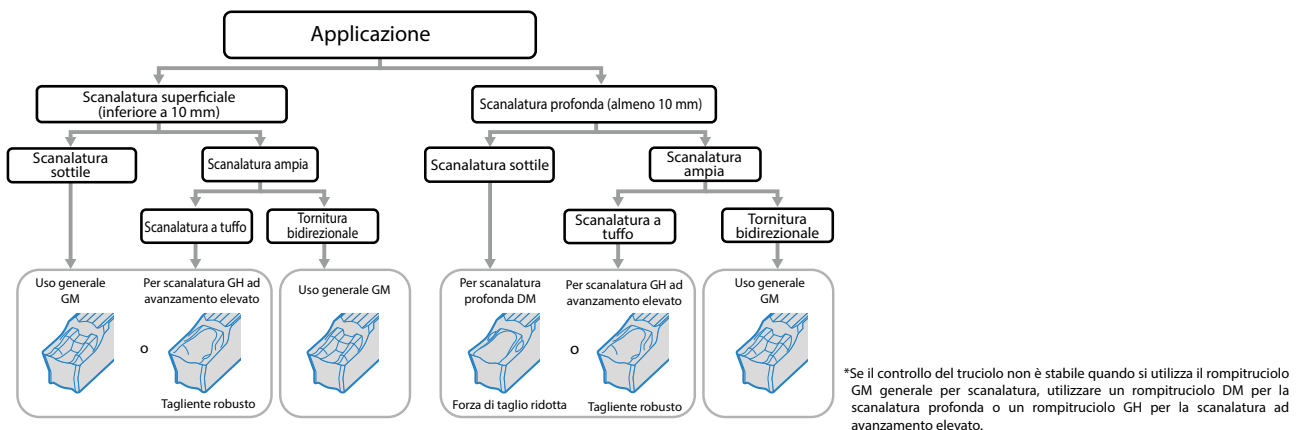 Applicazione
Scanalatura superficiale
(inferiore a 10 mm)
Scanalatura profonda (almeno 10 mm)
Scanalatura
sottile
Scanalatura ampia
Scanalatura sottile
Scanalatura
ampia
Scanalatura a tuffo
Tornitura
bidirezionale
Scanalatura a
tuffo
Tornitura
bidirezionale
Uso generale
GM
Per scanalatura GH ad
avanzamento elevato
o
Tagliente robusto
Uso generale GM
Per scanalatura
profonda DM
Forza di taglio ridotta
o
Per scanalatura GH ad
avanzamento elevato
Tagliente robusto
Uso generale
GM
*Se il controllo del truciolo non è stabile quando si utilizza il rompitruciolo
GM generale per scanalatura, utilizzare un rompitruciolo DM per la
scanalatura profonda o un rompitruciolo GH per la scanalatura ad
avanzamento elevato.